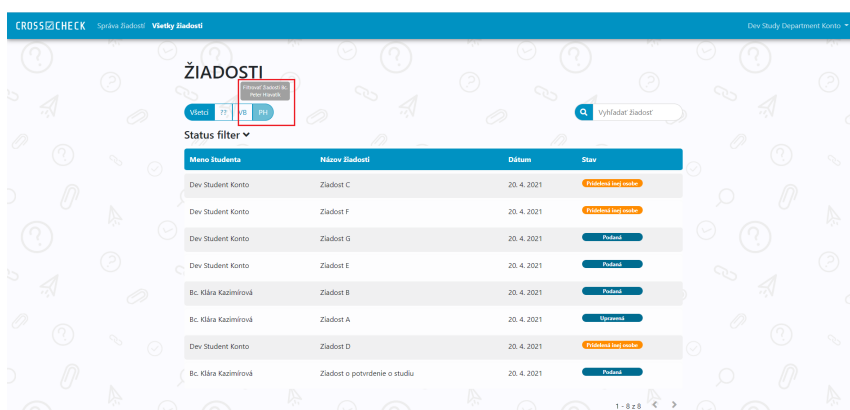 CROSS☑CHECK Správa žiadostí Všetky žiadosti Dev Study Department Konto
ŽIADOSTI
Filtrovať žiadosti Bc.
Peter Hlavatík
Všetci ?? VB PH
Vyhľadať žiadosť
Status filter
Meno študenta Názov žiadosti Dátum Stav
Dev Student Konto Ziadost C 20. 4. 2021 Pridelená inej osobe
Dev Student Konto Ziadost F 20. 4. 2021 Pridelená inej osobe
Dev Student Konto Ziadost G 20. 4. 2021 Podaná
Dev Student Konto Ziadost E 20. 4. 2021 Podaná
Bc. Klára Kazimírová Ziadost B 20. 4. 2021 Podaná
Bc. Klára Kazimírová Ziadost A 20. 4. 2021 Upravená
Dev Student Konto Ziadost D 20. 4. 2021 Pridelená inej osobe
Bc. Klára Kazimírová Ziadost o potvrdenie o studiu 20. 4. 2021 Podaná
1 - 8 z 8